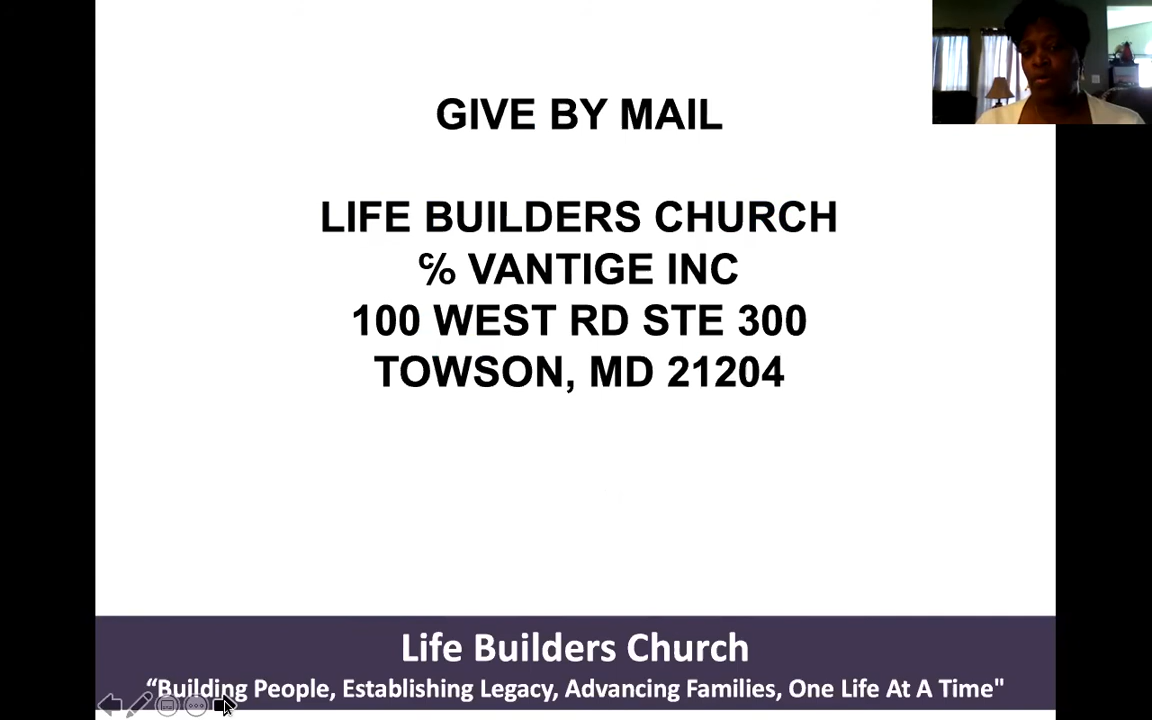 GIVE BY MAIL
LIFE BUILDERS CHURCH
℅ VANTIGE INC
100 WEST RD STE 300
TOWSON, MD 21204
Life Builders Church
“Building People, Establishing Legacy, Advancing Families, One Life At A Time"